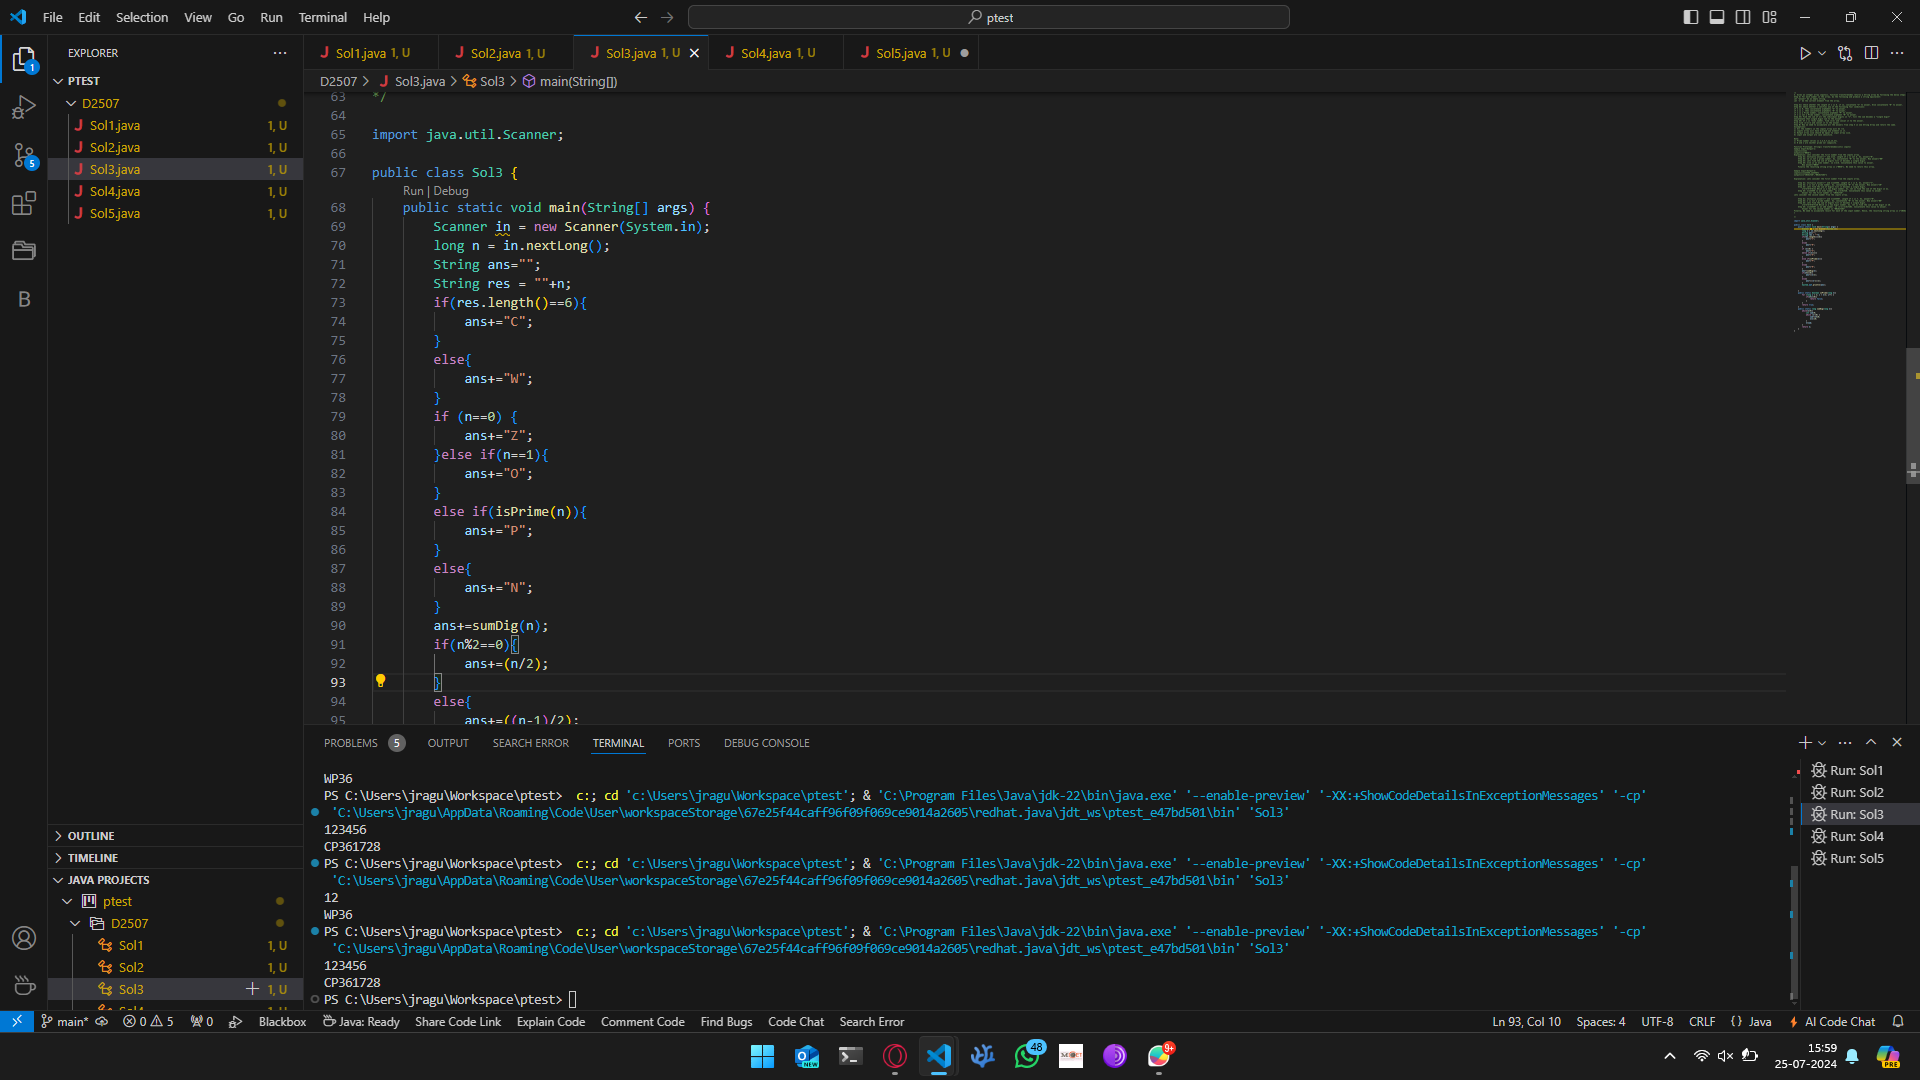 File Edit Selection View Go Run Terminal Help
ptest
EXPLORER
Sol1.java 1, U
Sol2.java 1, U
Sol3.java 1, U
Sol4.java 1, U
Sol5.java 1, U
PTEST
D2507 > Sol3.java > Sol3 > main(String[])
D2507
Sol1.java 1, U
Sol2.java 1, U
Sol3.java 1, U
Sol4.java 1, U
Sol5.java 1, U
63 */
64
65 import java.util.Scanner;
66
67 public class Sol3 {
Run | Debug
68 public static void main(String[] args) {
69 Scanner in = new Scanner(System.in);
70 long n = in.nextLong();
71 String ans="";
72 String res = ""+n;
73 if(res.length()==6){
74 ans+="C";
75 }
76 else{
77 ans+="W";
78 }
79 if (n==0) {
80 ans+="Z";
81 }else if(n==1){
82 ans+="O";
83 }
84 else if(isPrime(n)){
85 ans+="P";
86 }
87 else{
88 ans+="N";
89 }
90 ans+=sumDig(n);
91 if(n%2==0){
92 ans+=(n/2);
93 }
94 else{
95 ans+=((n-1)/2);
PROBLEMS 5 OUTPUT SEARCH ERROR TERMINAL PORTS DEBUG CONSOLE
WP36
PS C:\Users\jragu\Workspace\ptest> c:; cd 'c:\Users\jragu\Workspace\ptest'; & 'C:\Program Files\Java\jdk-22\bin\java.exe' '--enable-preview' '-XX:+ShowCodeDetailsInExceptionMessages' '-cp'
'C:\Users\jragu\AppData\Roaming\Code\User\workspaceStorage\67e25f44caff96f09f069ce9014a2605\redhat.java\jdt_ws\ptest_e47bd501\bin' 'Sol3'
123456
CP361728
PS C:\Users\jragu\Workspace\ptest> c:; cd 'c:\Users\jragu\Workspace\ptest'; & 'C:\Program Files\Java\jdk-22\bin\java.exe' '--enable-preview' '-XX:+ShowCodeDetailsInExceptionMessages' '-cp'
'C:\Users\jragu\AppData\Roaming\Code\User\workspaceStorage\67e25f44caff96f09f069ce9014a2605\redhat.java\jdt_ws\ptest_e47bd501\bin' 'Sol3'
12
WP36
PS C:\Users\jragu\Workspace\ptest> c:; cd 'c:\Users\jragu\Workspace\ptest'; & 'C:\Program Files\Java\jdk-22\bin\java.exe' '--enable-preview' '-XX:+ShowCodeDetailsInExceptionMessages' '-cp'
'C:\Users\jragu\AppData\Roaming\Code\User\workspaceStorage\67e25f44caff96f09f069ce9014a2605\redhat.java\jdt_ws\ptest_e47bd501\bin' 'Sol3'
123456
CP361728
PS C:\Users\jragu\Workspace\ptest>
Run: Sol1
Run: Sol2
Run: Sol3
Run: Sol4
Run: Sol5
OUTLINE
TIMELINE
JAVA PROJECTS
ptest
D2507
Sol1 1, U
Sol2 1, U
Sol3 1, U
Sol4 1, U
1
5
B
main* 0 5 0 Blackbox Java: Ready Share Code Link Explain Code Comment Code Find Bugs Code Chat Search Error
Ln 93, Col 10 Spaces: 4 UTF-8 CRLF {} Java AI Code Chat
NEW
48
9+
15:59
25-07-2024
PRE